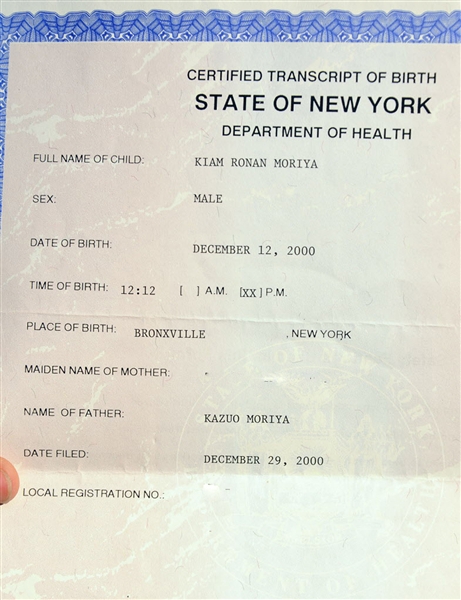 CERTIFIED TRANSCRIPT OF BIRTH
STATE OF NEW YORK
DEPARTMENT OF HEALTH
FULL NAME OF CHILD: KIAM RONAN MORIYA
SEX: MALE
DATE OF BIRTH: DECEMBER 12, 2000
TIME OF BIRTH: 12:12 [ ] A.M. [XX] P.M.
PLACE OF BIRTH: BRONXVILLE , NEW YORK
MAIDEN NAME OF MOTHER:
NAME OF FATHER: KAZUO MORIYA
DATE FILED: DECEMBER 29, 2000
LOCAL REGISTRATION NO.: